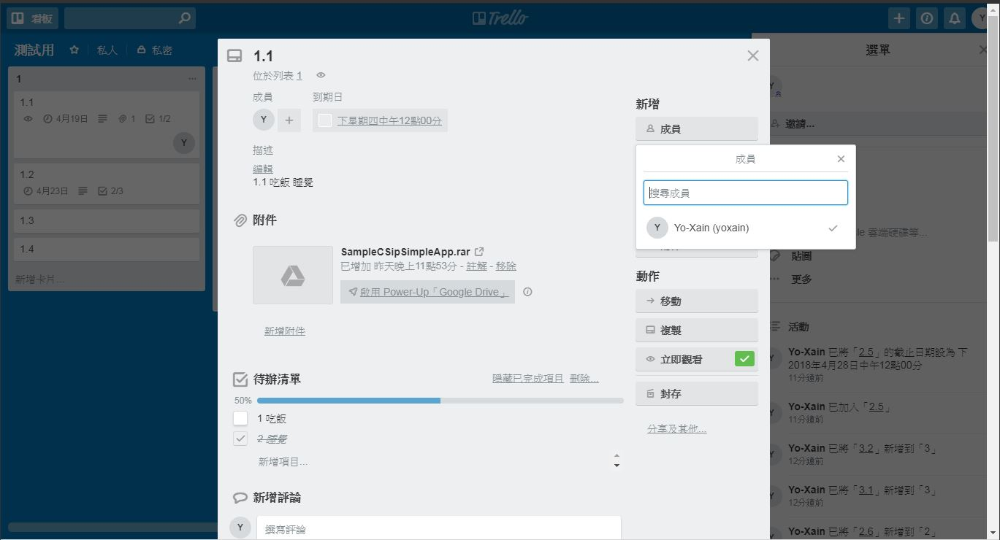 看板
Trello
Y
測試用
私人
私密
1
1.1
4月19日 1 1/2
Y
1.2
4月23日 2/3
1.3
1.4
新增卡片...
1.1
位於列表 1
成員 到期日
Y + 下星期四中午12點00分
描述
編輯
1.1 吃飯 睡覺
附件
SampleCSipSimpleApp.rar
已增加 昨天晚上11點53分 - 註解 - 移除
啟用 Power-Up「Google Drive」
新增附件
待辦清單 隱藏已完成項目 刪除...
50%
1 吃飯
2 睡覺
新增項目...
新增評論
Y
撰寫評論
新增
成員
成員
搜尋成員
Y Yo-Xain (yoxain)
動作
移動
複製
立即觀看
封存
分享及其他...
選單
Y
邀請...
le 雲端硬碟等...
貼圖
更多
活動
Y Yo-Xain 已將「2.5」的截止日期設為 下
2018年4月28日中午12點00分
11分鐘前
Y Yo-Xain 已加入「2.5」
11分鐘前
Y Yo-Xain 已將「3.2」新增到「3」
12分鐘前
Y Yo-Xain 已將「3.1」新增到「3」
12分鐘前
Y Yo-Xain 已將「2.6」新增到「2」